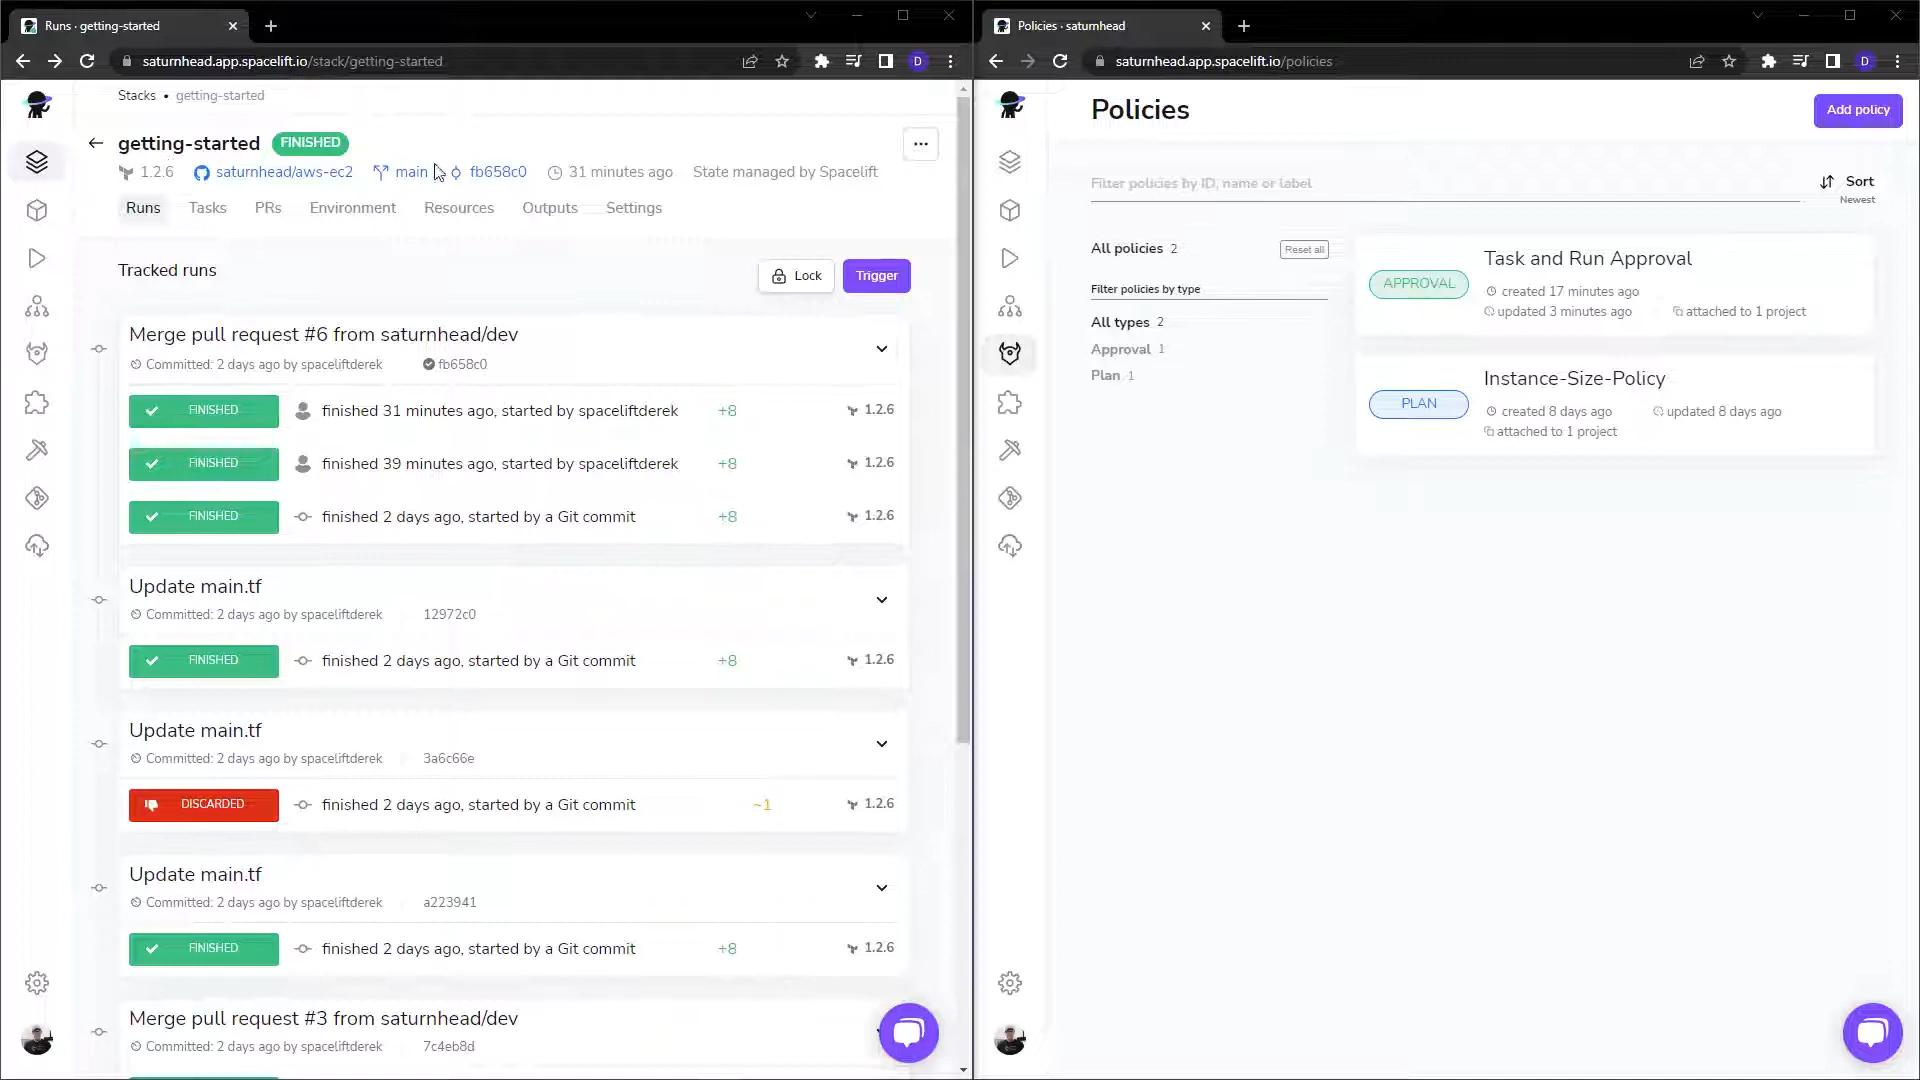 Runs · getting-started
saturnhead.app.spacelift.io/stack/getting-started
D
Stacks • getting-started
getting-started FINISHED
1.2.6 saturnhead/aws-ec2 main fb658c0 31 minutes ago State managed by Spacelift
Runs Tasks PRs Environment Resources Outputs Settings
Tracked runs
Lock
Trigger
Merge pull request #6 from saturnhead/dev
Committed: 2 days ago by spaceliftderek fb658c0
FINISHED finished 31 minutes ago, started by spaceliftderek +8 1.2.6
FINISHED finished 39 minutes ago, started by spaceliftderek +8 1.2.6
FINISHED finished 2 days ago, started by a Git commit +8 1.2.6
Update main.tf
Committed: 2 days ago by spaceliftderek 12972c0
FINISHED finished 2 days ago, started by a Git commit +8 1.2.6
Update main.tf
Committed: 2 days ago by spaceliftderek 3a6c66e
DISCARDED finished 2 days ago, started by a Git commit ~1 1.2.6
Update main.tf
Committed: 2 days ago by spaceliftderek a223941
FINISHED finished 2 days ago, started by a Git commit +8 1.2.6
Merge pull request #3 from saturnhead/dev
Committed: 2 days ago by spaceliftderek 7c4eb8d
Policies · saturnhead
saturnhead.app.spacelift.io/policies
D
Policies
Add policy
Filter policies by ID, name or label
Sort
Newest
All policies 2
Reset all
Filter policies by type
All types 2
Approval 1
Plan 1
APPROVAL
Task and Run Approval
created 17 minutes ago
updated 3 minutes ago attached to 1 project
PLAN
Instance-Size-Policy
created 8 days ago updated 8 days ago
attached to 1 project